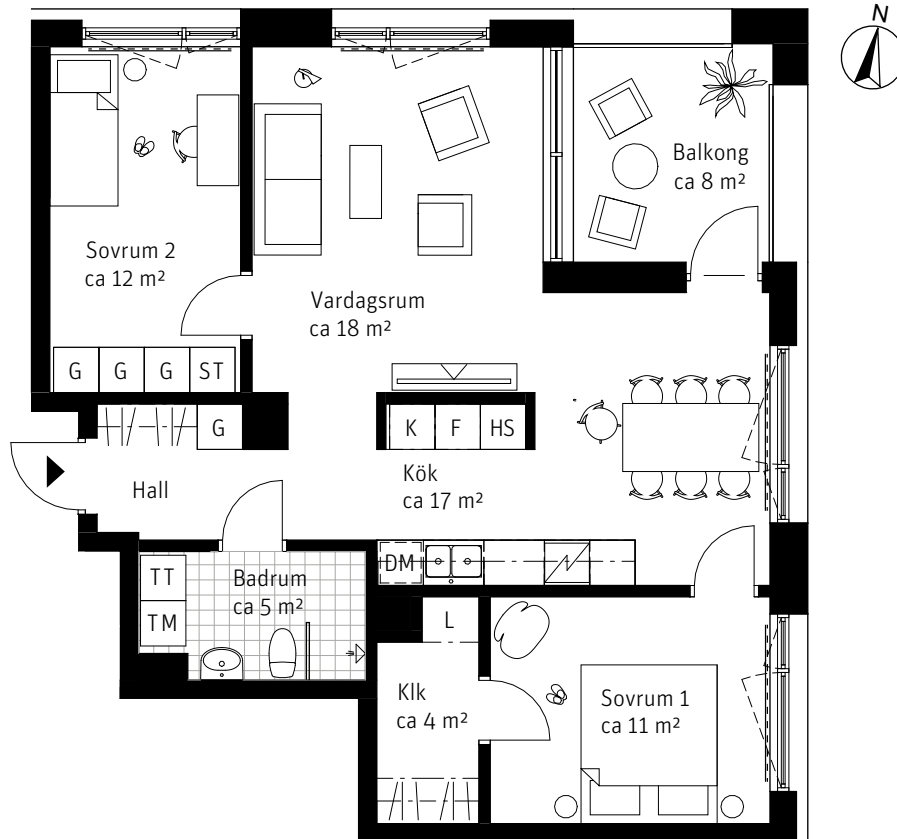 N
Balkong
ca 8 m²
Sovrum 2
ca 12 m²
Vardagsrum
ca 18 m²
G
G
G
ST
G
K
F
HS
Kök
ca 17 m²
Hall
DM
TT
TM
Badrum
ca 5 m²
L
Klk
ca 4 m²
Sovrum 1
ca 11 m²